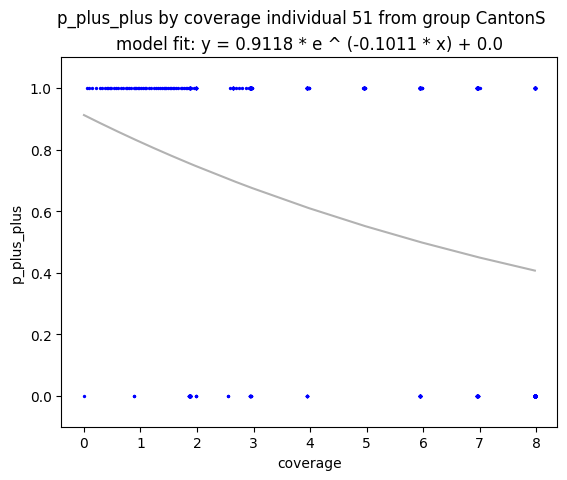 p_plus_plus by coverage individual 51 from group CantonS
model fit: y = 0.9118 * e ^ (-0.1011 * x) + 0.0
1.0
0.8
0.6
0.4
0.2
0.0
p_plus_plus
0 1 2 3 4 5 6 7 8
coverage